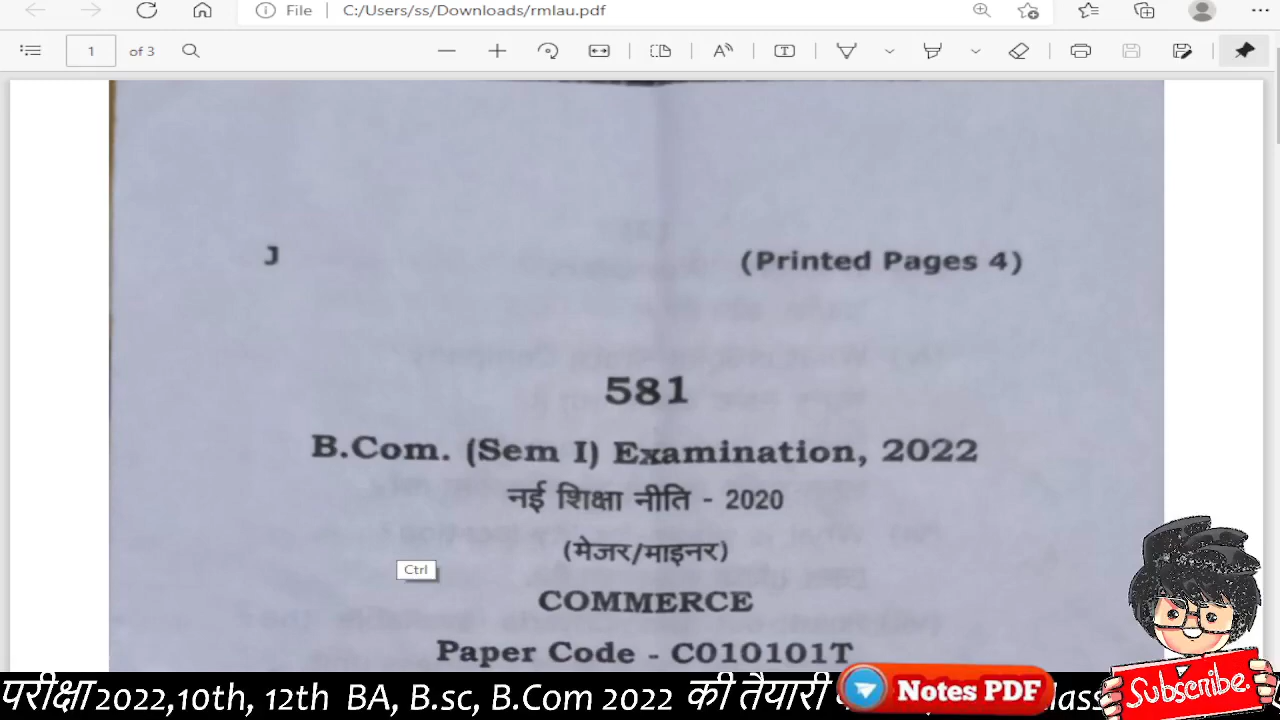 File C:/Users/ss/Downloads/rmlau.pdf
1 of 3
J (Printed Pages 4)
581
B.Com. (Sem I) Examination, 2022
नई शिक्षा नीति - 2020
(मेजर/माइनर)
Ctrl
COMMERCE
Paper Code - C010101T
परीक्षा 2022,10th, 12th BA, B.sc, B.Com 2022 की तैयारी
Notes PDF
Subscribe.